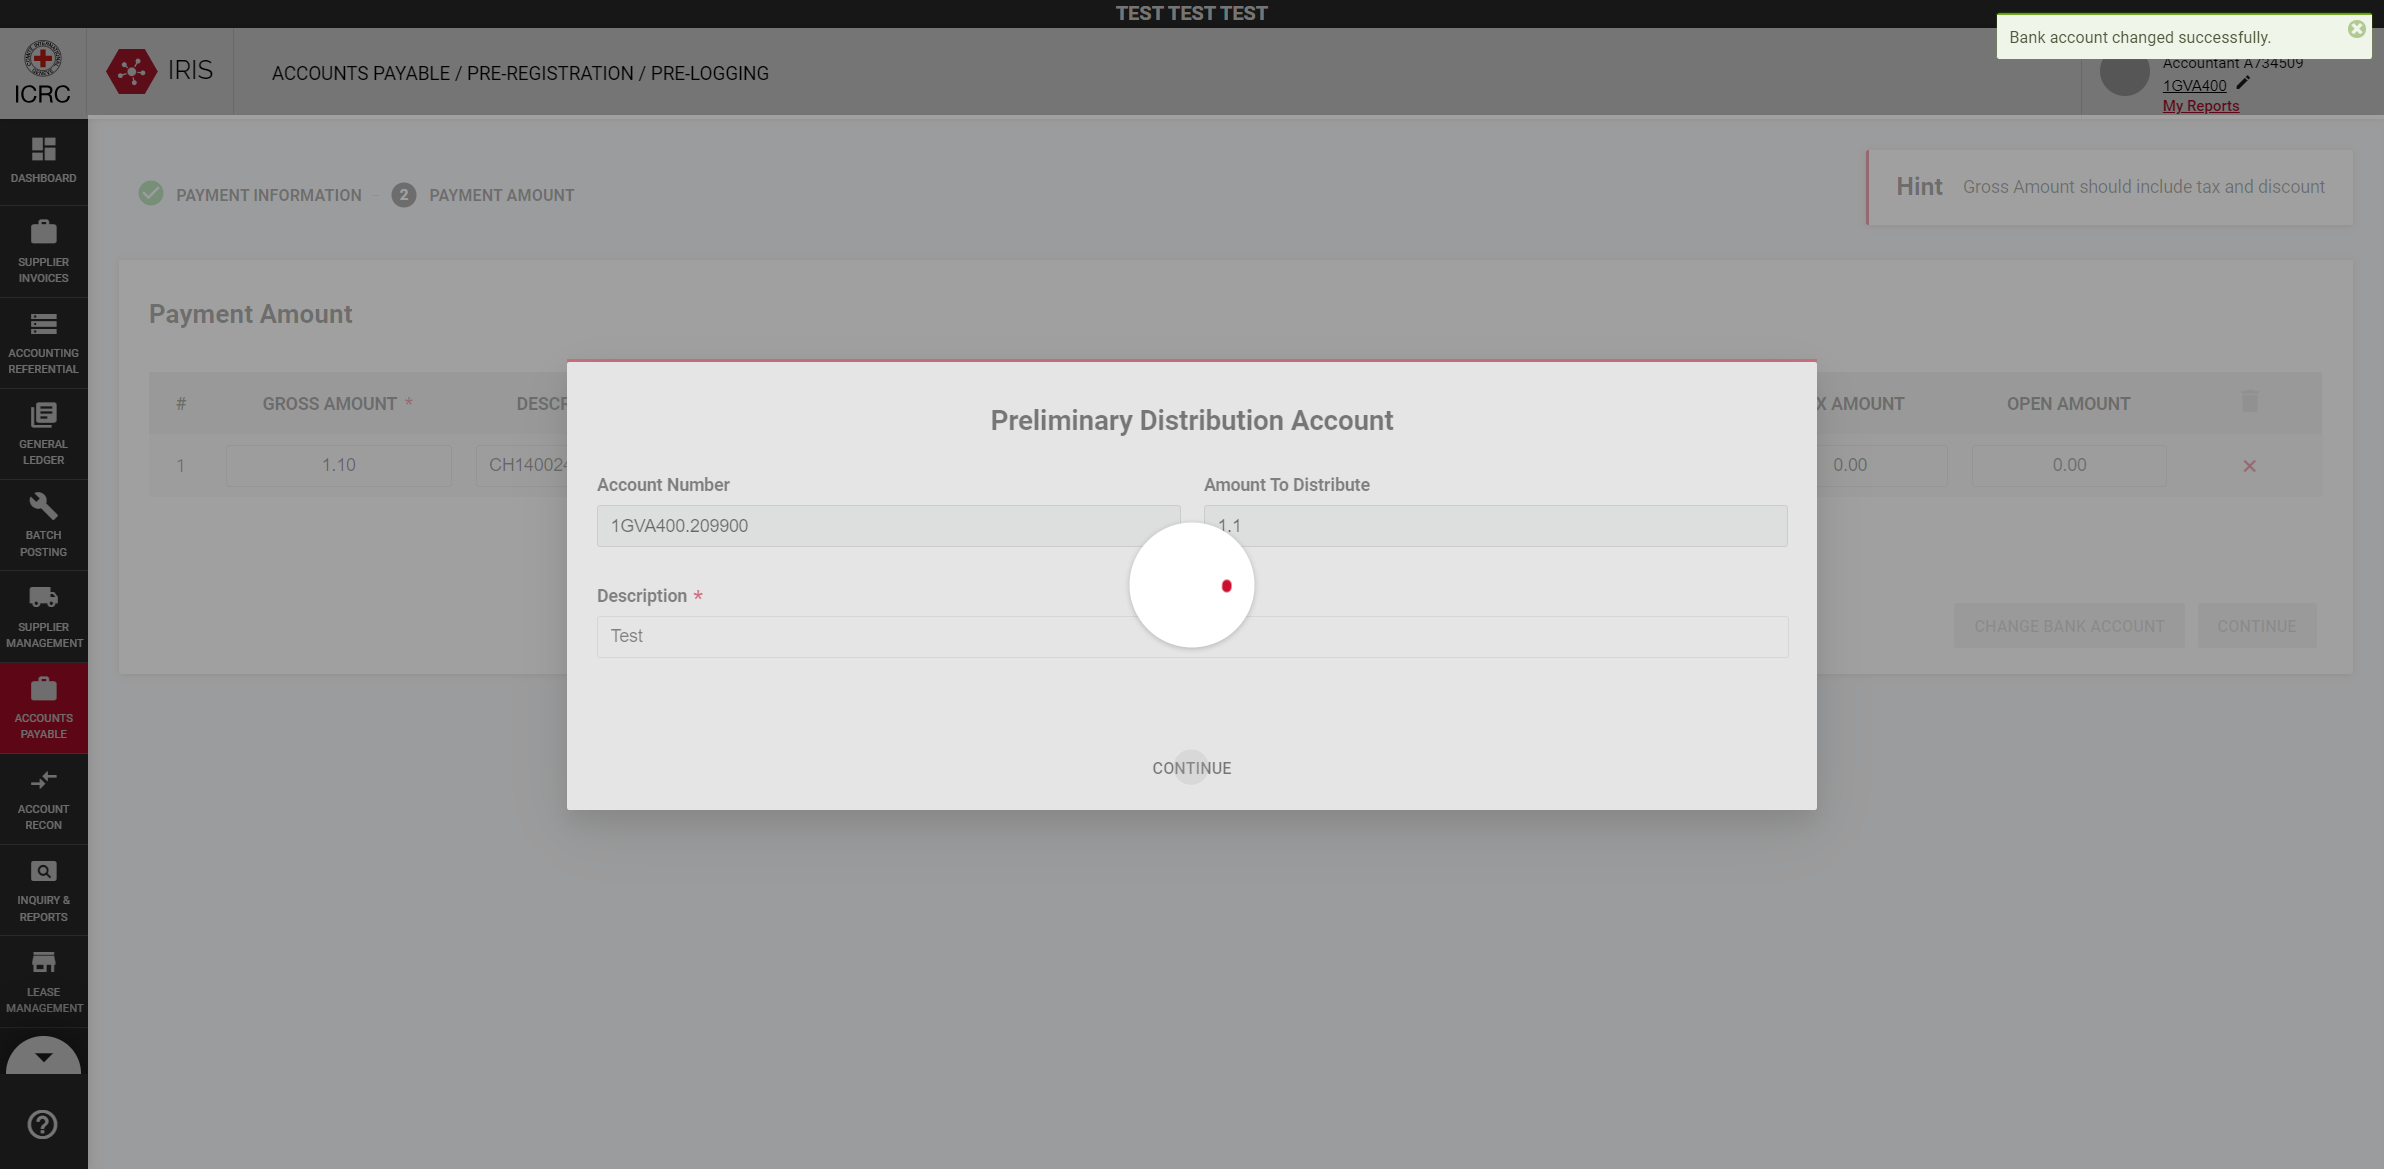 TEST TEST TEST
Bank account changed successfully.
ICRC
IRIS
ACCOUNTS PAYABLE / PRE-REGISTRATION / PRE-LOGGING
Accountant A734509
1GVA400
My Reports
DASHBOARD
SUPPLIER
INVOICES
ACCOUNTING
REFERENTIAL
GENERAL
LEDGER
BATCH
POSTING
SUPPLIER
MANAGEMENT
ACCOUNTS
PAYABLE
ACCOUNT
RECON
INQUIRY &
REPORTS
LEASE
MANAGEMENT
PAYMENT INFORMATION
2 PAYMENT AMOUNT
Hint Gross Amount should include tax and discount
Payment Amount
# GROSS AMOUNT * DESCR X AMOUNT OPEN AMOUNT
1 1.10 CH140024 0.00 0.00
CHANGE BANK ACCOUNT CONTINUE
Preliminary Distribution Account
Account Number Amount To Distribute
1GVA400.209900 1.1
Description *
Test
CONTINUE